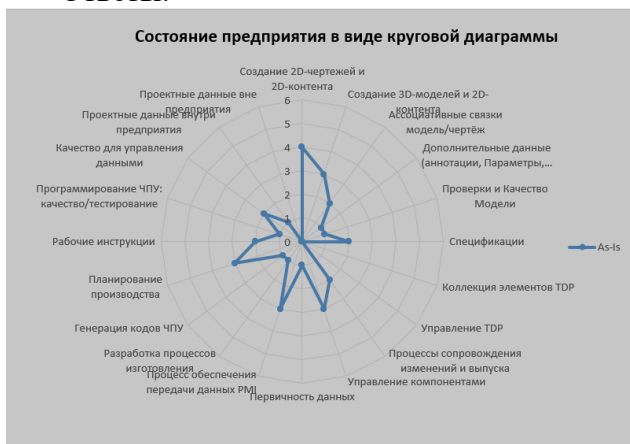 Состояние предприятия в виде круговой диаграммы
Создание 2D-чертежей и
2D-контента
Создание 3D-моделей и 2D-
контента
Ассоциативные связки
модель/чертёж
Дополнительные данные
(аннотации, Параметры,...
Проверки и Качество
Модели
Спецификации
Коллекция элементов TDP
Управление TDP
Процессы сопровождения
изменений и выпуска
Управление компонентами
Первичность данных
Процесс обеспечения
передачи данных PMI
Разработка процессов
изготовления
Генерация кодов ЧПУ
Планирование
производства
Рабочие инструкции
Программирование ЧПУ:
качество/тестирование
Качество для управления
данными
Проектные данные внутри
предприятия
Проектные данные вне
предприятия
6
5
4
3
2
1
0
As-Is